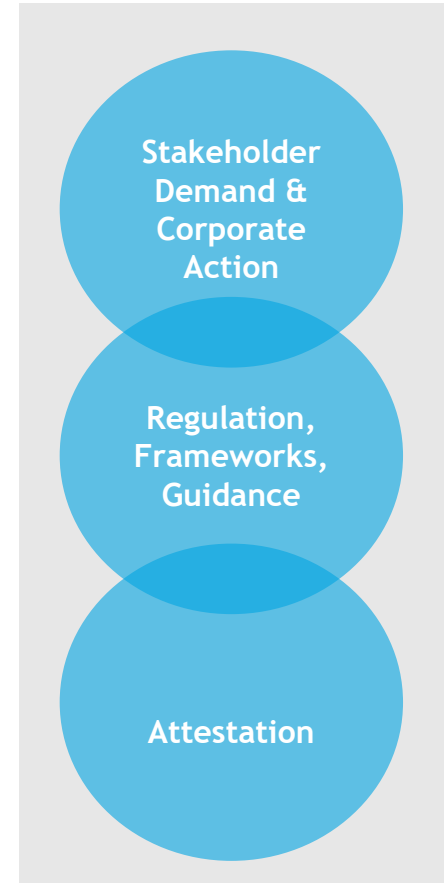 Stakeholder
Demand &
Corporate
Action
Regulation,
Frameworks,
Guidance
Attestation